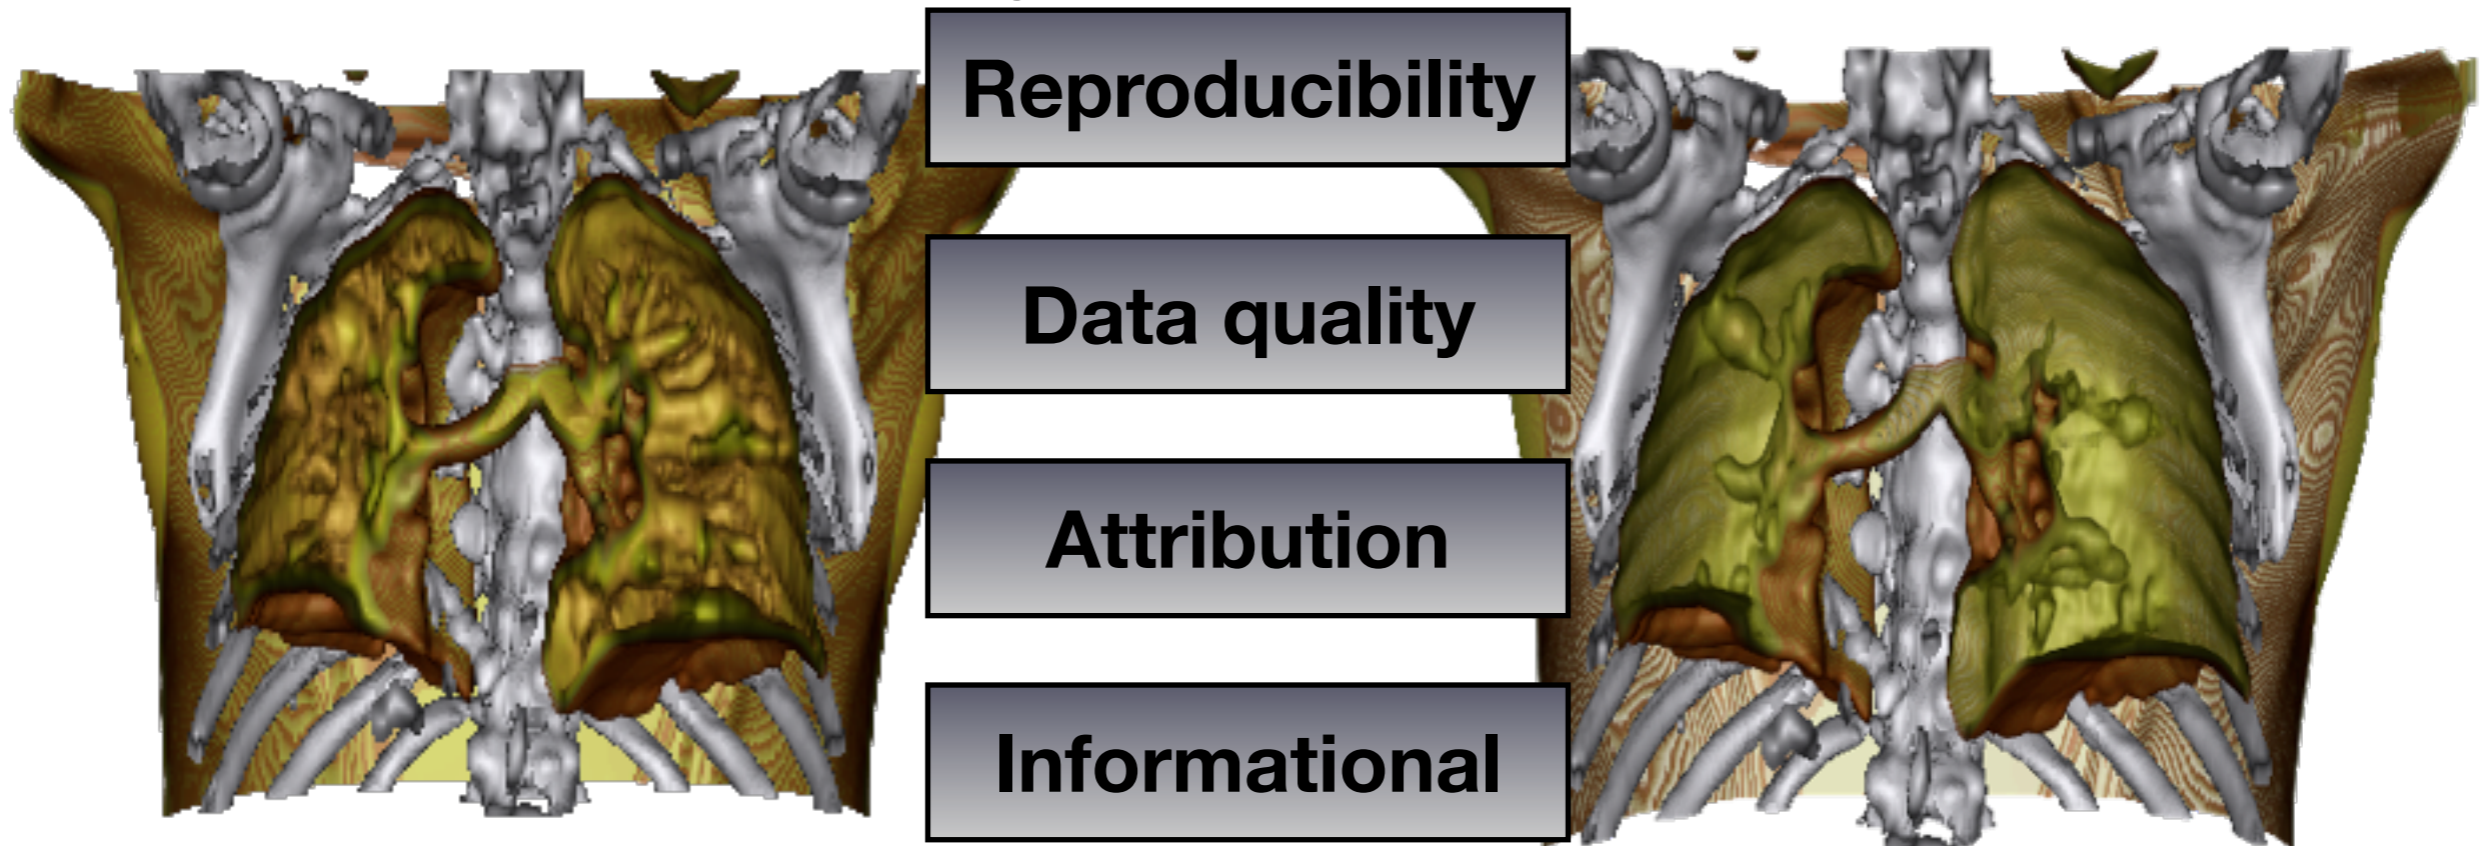 Reproducibility
Data quality
Attribution
Informational